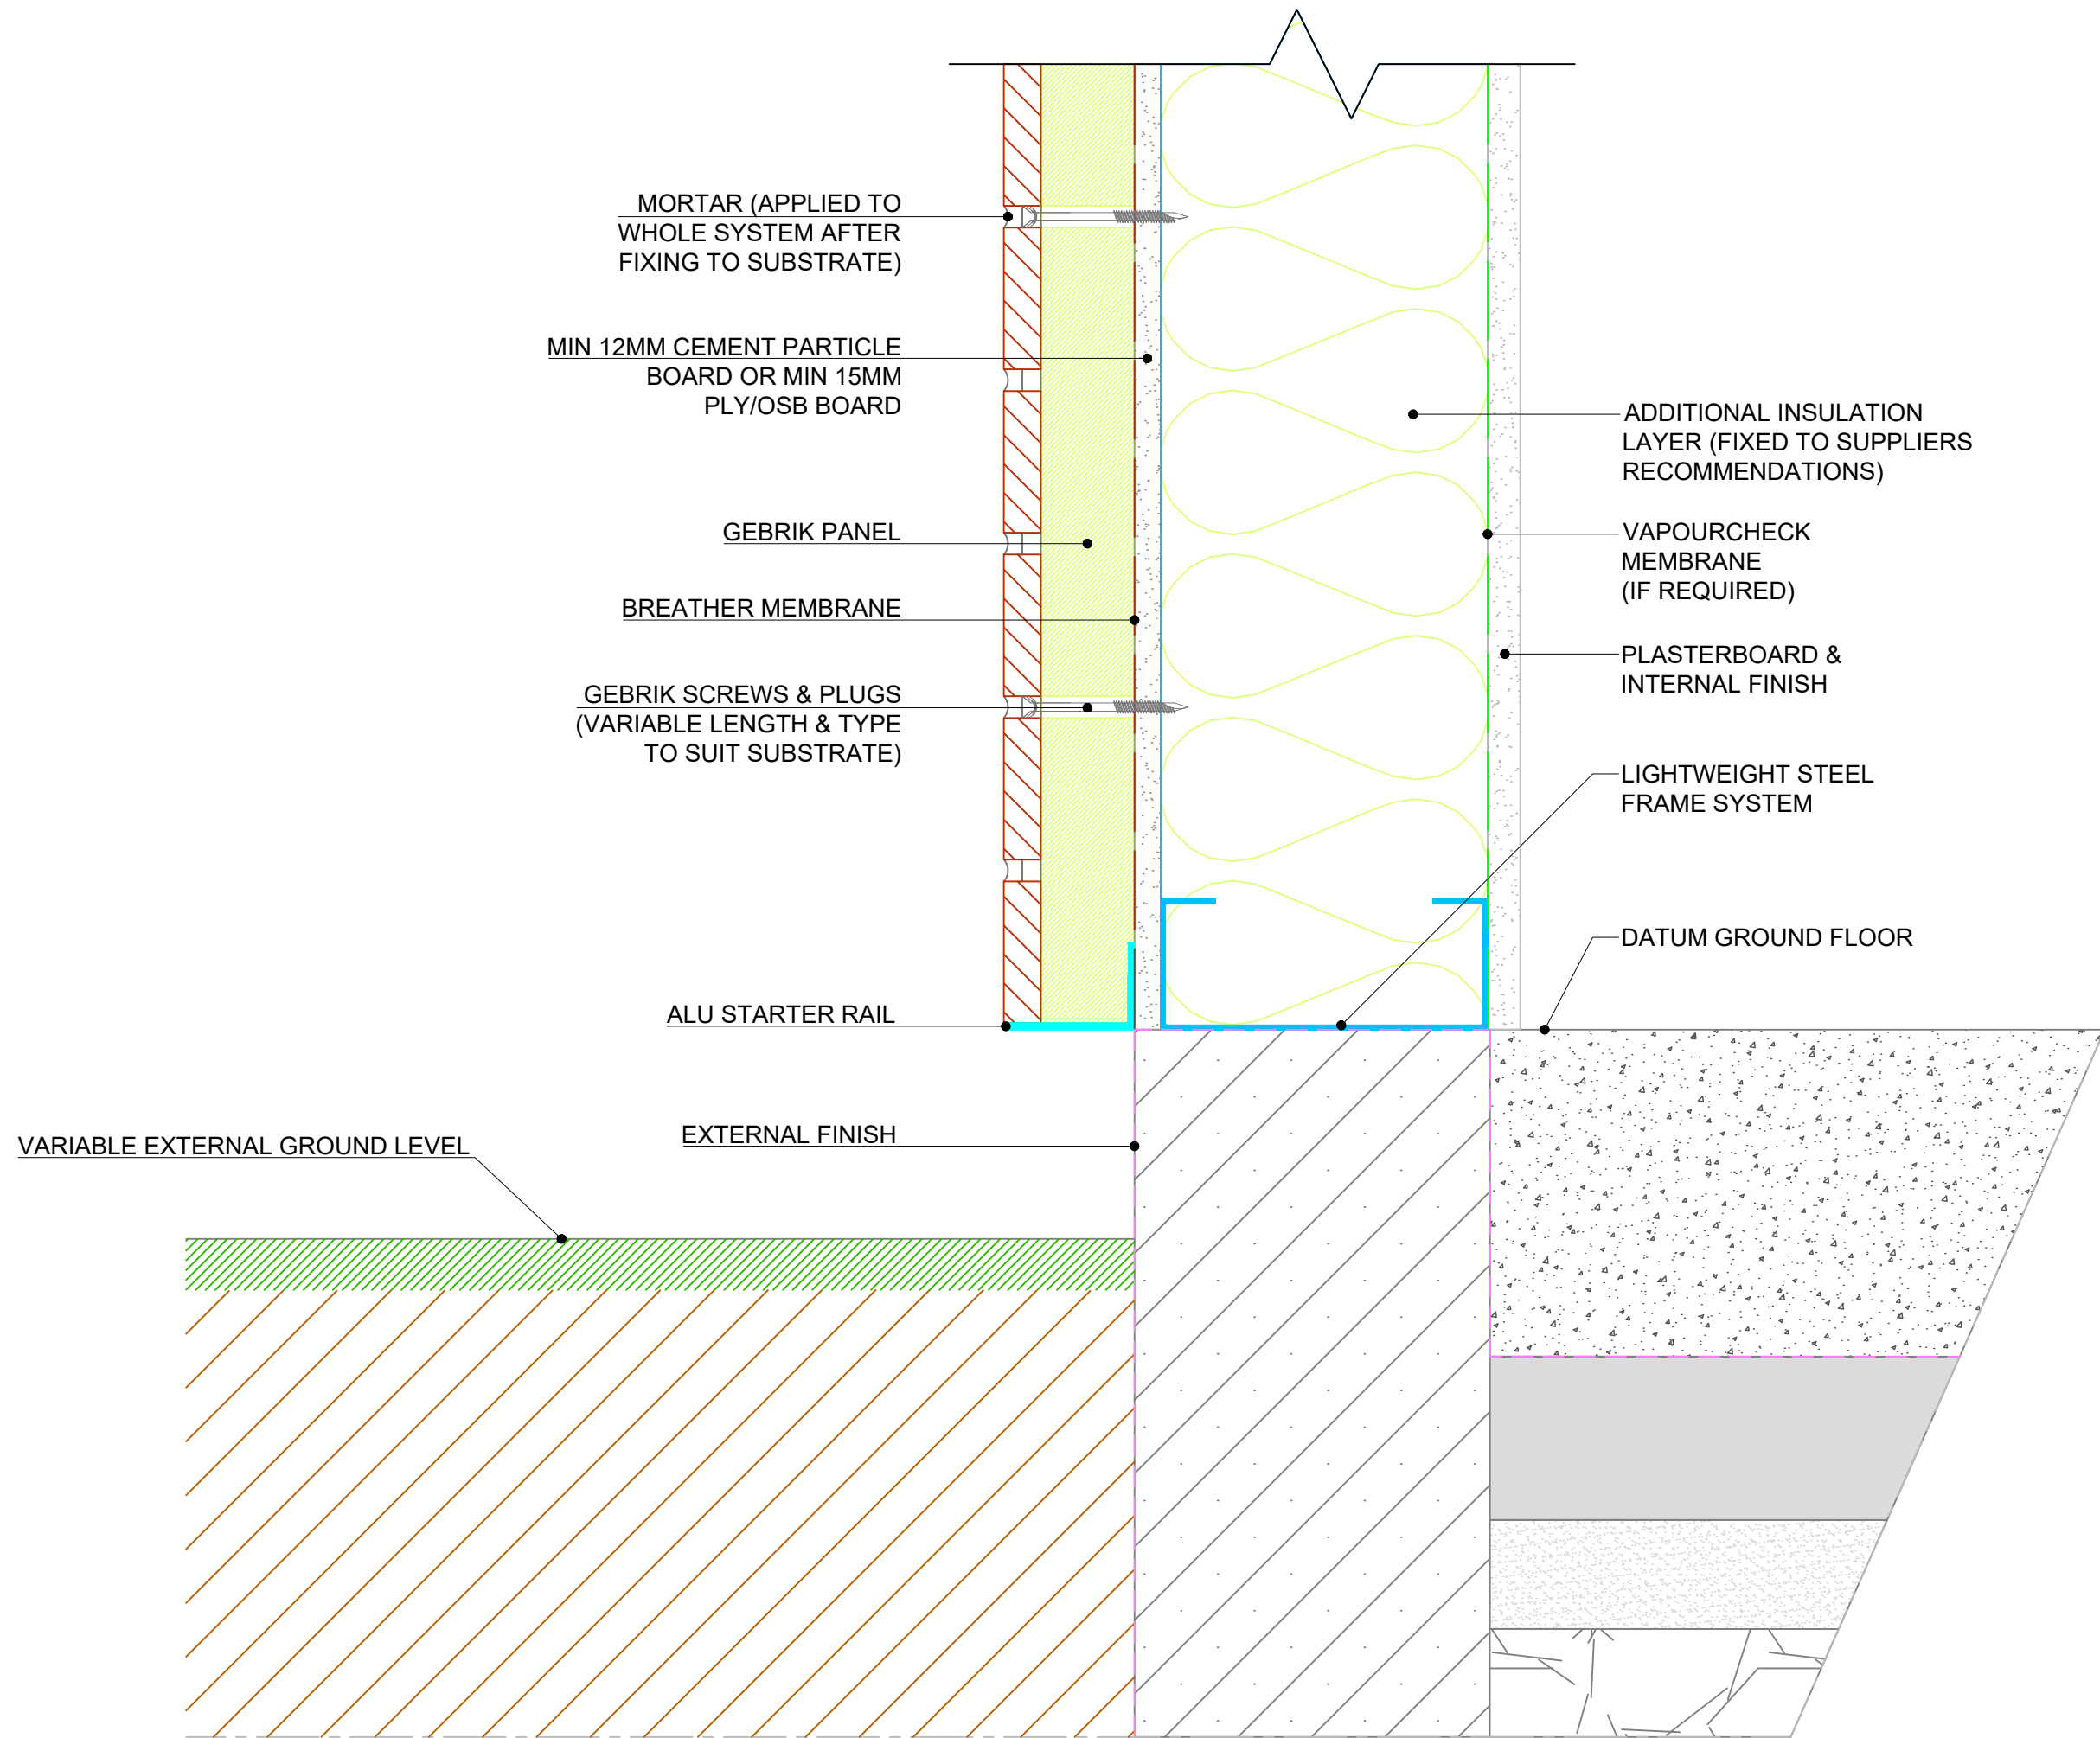 MORTAR (APPLIED TO
WHOLE SYSTEM AFTER
FIXING TO SUBSTRATE)
MIN 12MM CEMENT PARTICLE
BOARD OR MIN 15MM
PLY/OSB BOARD
GEBRIK PANEL
BREATHER MEMBRANE
GEBRIK SCREWS & PLUGS
(VARIABLE LENGTH & TYPE
TO SUIT SUBSTRATE)
ALU STARTER RAIL
EXTERNAL FINISH
VARIABLE EXTERNAL GROUND LEVEL
ADDITIONAL INSULATION
LAYER (FIXED TO SUPPLIERS
RECOMMENDATIONS)
VAPOURCHECK
MEMBRANE
(IF REQUIRED)
PLASTERBOARD &
INTERNAL FINISH
LIGHTWEIGHT STEEL
FRAME SYSTEM
DATUM GROUND FLOOR